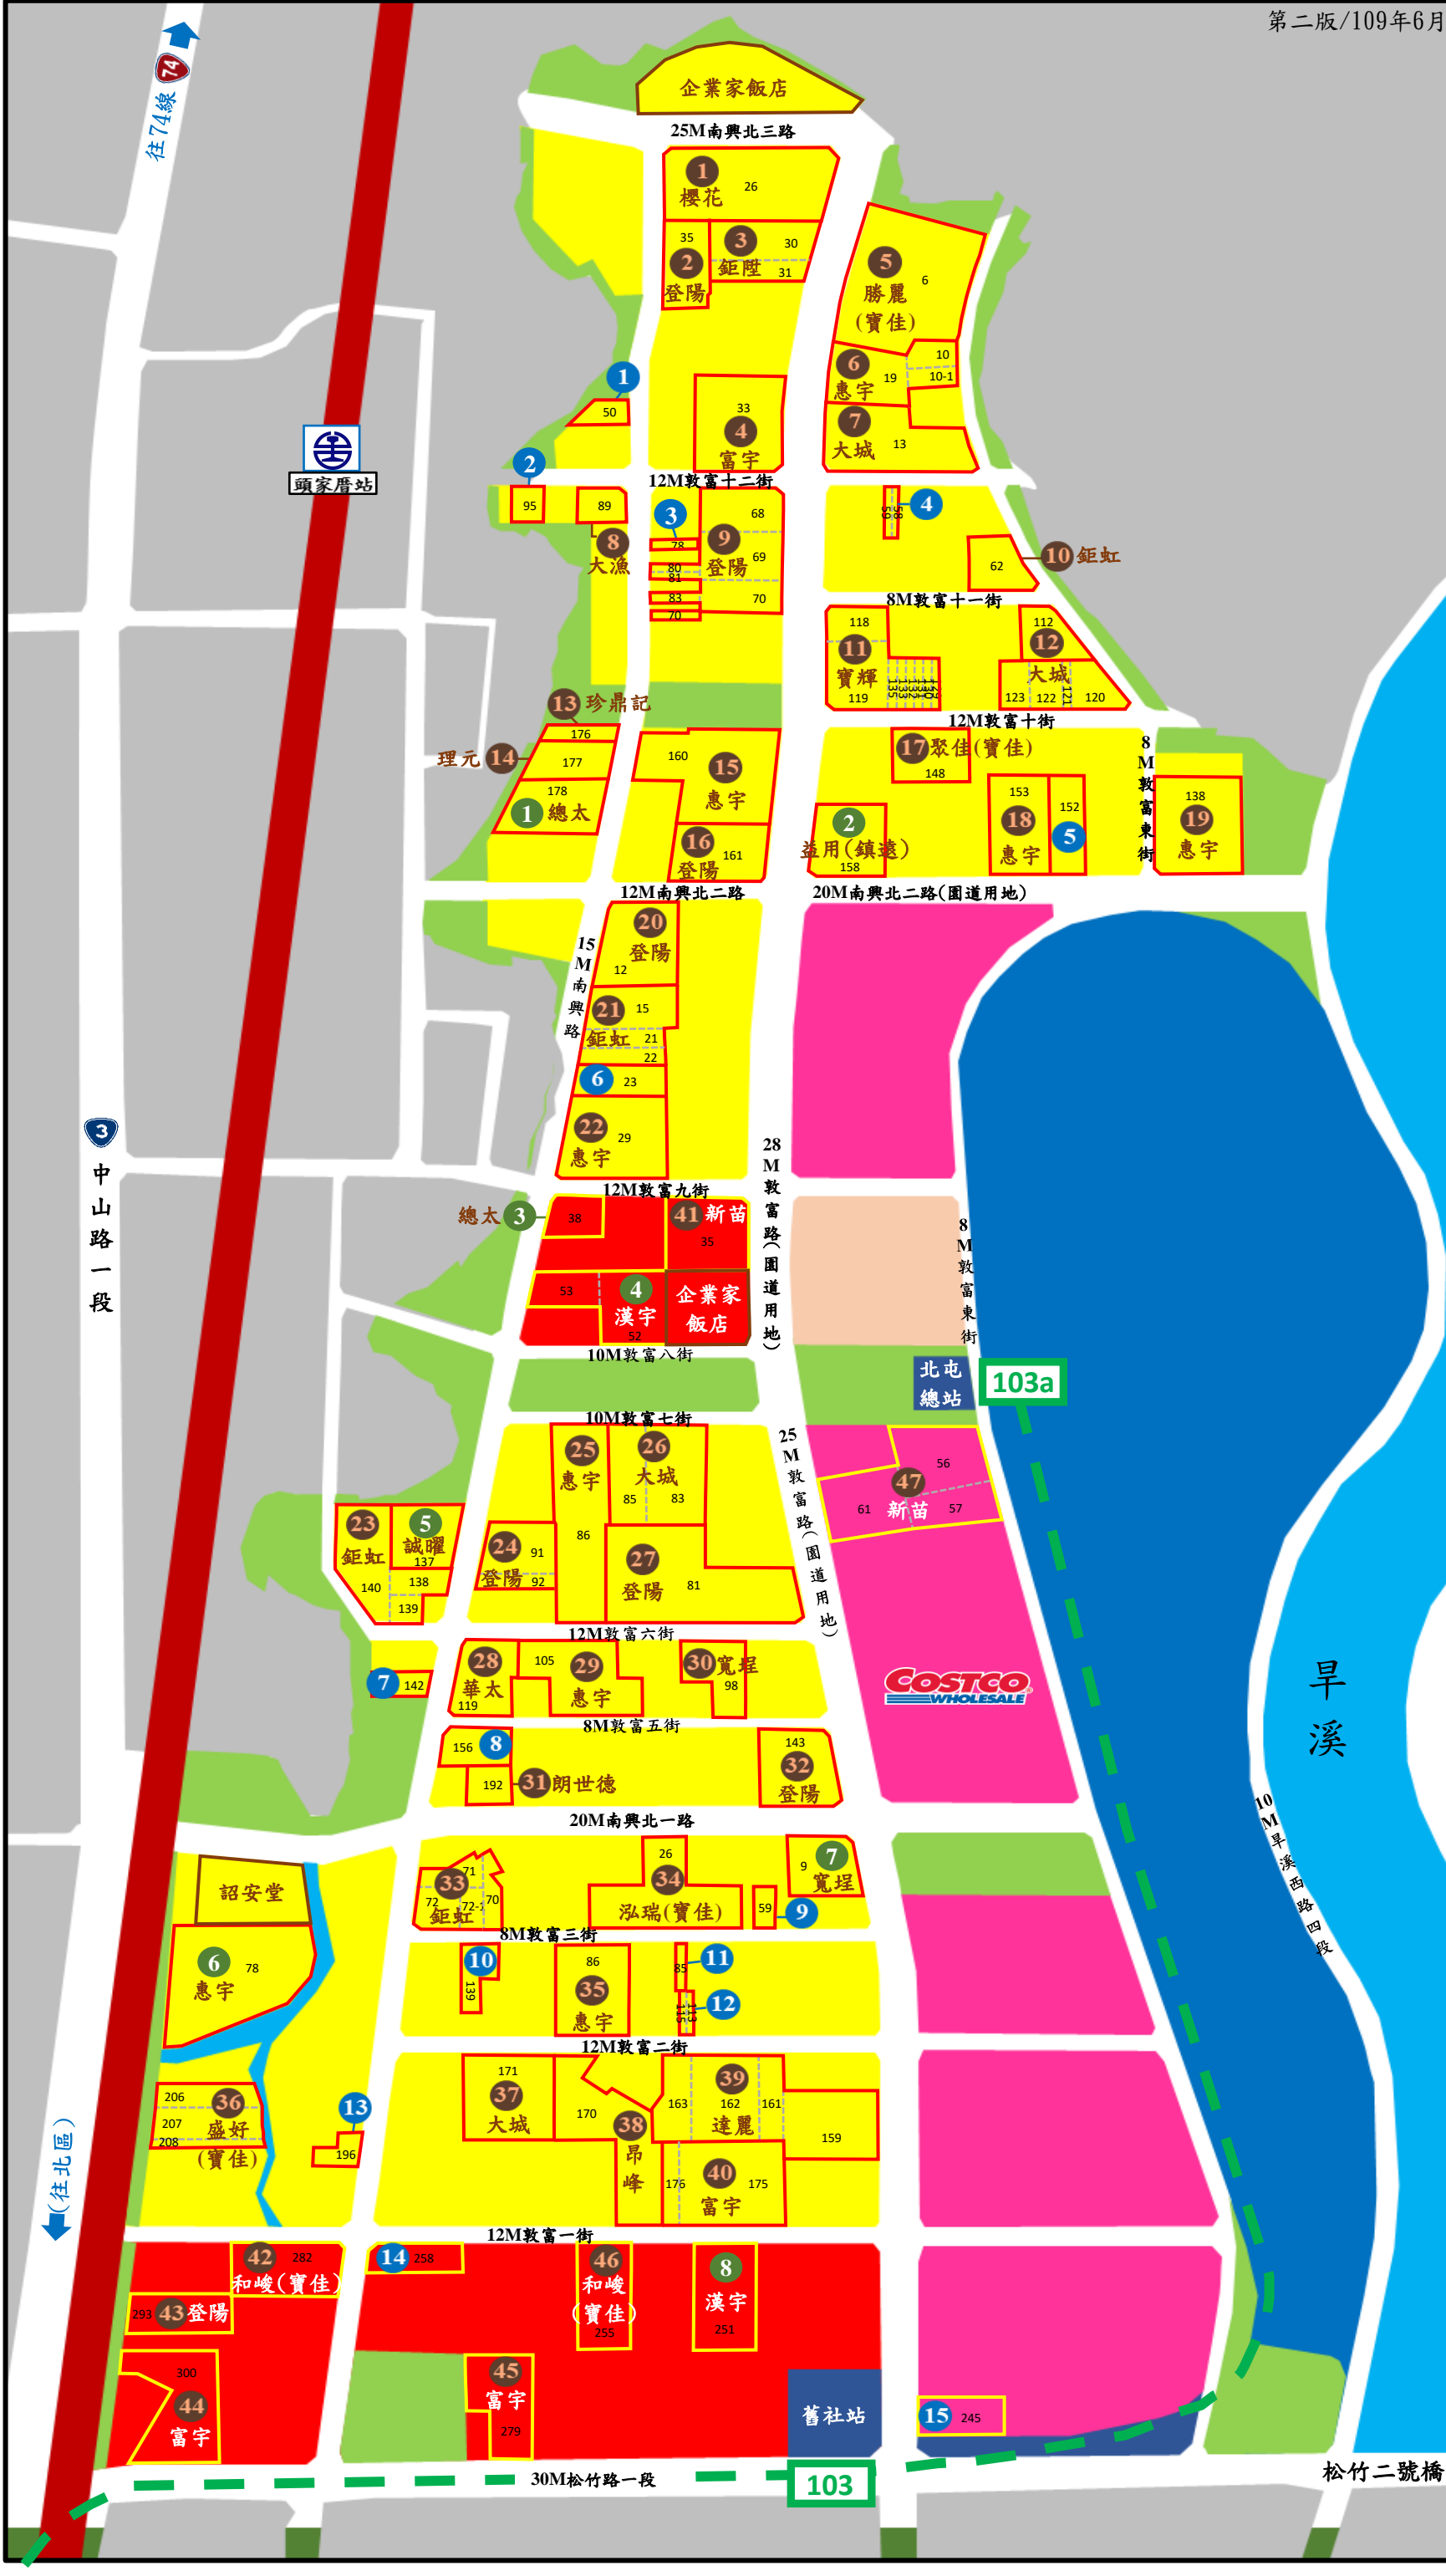 第二版/109年6月
往74線
74
企業家飯店
25M南興北三路
1
櫻花
26
35
2
登陽
3
鉅陞
30
31
5
勝麗
(寶佳)
6
6
惠宇
19
10
10-1
7
大城
13
1
50
33
4
富宇
頭家厝站
2
12M敦富十二街
95
89
8
大漁
3
78
80
81
83
70
9
登陽
68
69
70
4
59
58
10
鉅虹
62
8M敦富十一街
118
11
寶輝
119
135
133
132
131
130
112
12
大城
123
122
121
120
12M敦富十街
13
珍鼎記
176
理元
14
177
178
1
總太
160
15
惠宇
16
登陽
161
17
聚佳(寶佳)
148
8M敦富東街
2
益用(鎮遠)
158
153
18
惠宇
152
5
138
19
惠宇
12M南興北二路
20M南興北二路(園道用地)
15M南興路
20
登陽
12
21
鉅虹
15
21
22
6
23
22
惠宇
29
3
中山路一段
28M敦富路(園道用地)
12M敦富九街
總太
3
38
41
新苗
35
53
4
漢宇
52
企業家
飯店
8M敦富東街
10M敦富八街
北屯
總站
103a
10M敦富七街
25M敦富路(園道用地)
25
惠宇
86
26
大城
85
83
56
47
新苗
61
57
23
鉅虹
140
5
誠曜
137
138
139
24
登陽
91
92
27
登陽
81
12M敦富六街
7
142
28
華太
119
105
29
惠宇
30
寬埕
98
COSTCO
WHOLESALE
旱溪
8M敦富五街
156
8
192
31
朗世德
143
32
登陽
10M旱溪西路四段
20M南興北一路
詔安堂
6
惠宇
78
33
鉅虹
71
72
72-1
70
26
34
泓瑞(寶佳)
9
7
寬埕
59
9
8M敦富三街
10
139
86
35
惠宇
11
85
12
115
113
12M敦富二街
206
207
208
36
盛好
(寶佳)
13
196
171
37
大城
170
38
昂峰
163
39
達麗
162
161
159
176
40
富宇
175
(往北區)
12M敦富一街
42
282
和峻(寶佳)
293
43
登陽
300
44
富宇
14
258
46
和峻
(寶佳)
255
8
漢宇
251
45
富宇
279
舊社站
15
245
30M松竹路一段
103
松竹二號橋